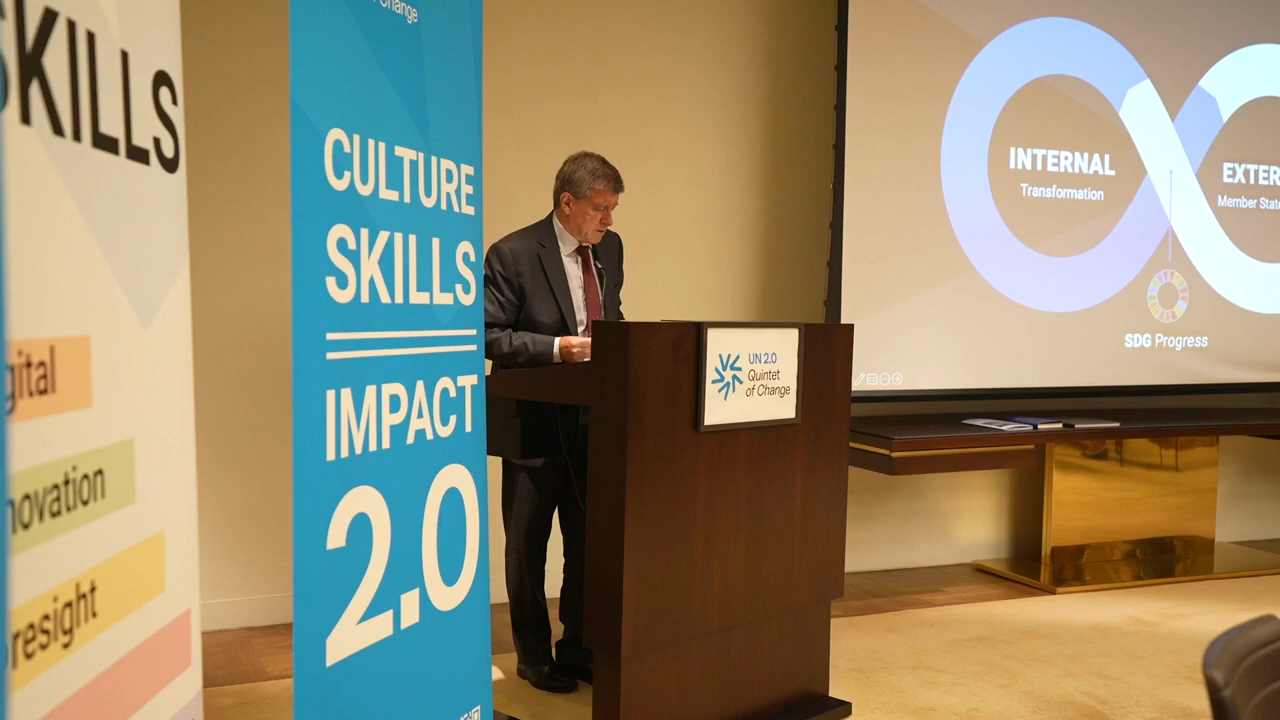 SKILLS
gital
novation
resight
Change
CULTURE
SKILLS
IMPACT
2.0
UN 2.0
Quintet
of Change
INTERNAL
Transformation
EXTER
Member State
SDG Progress